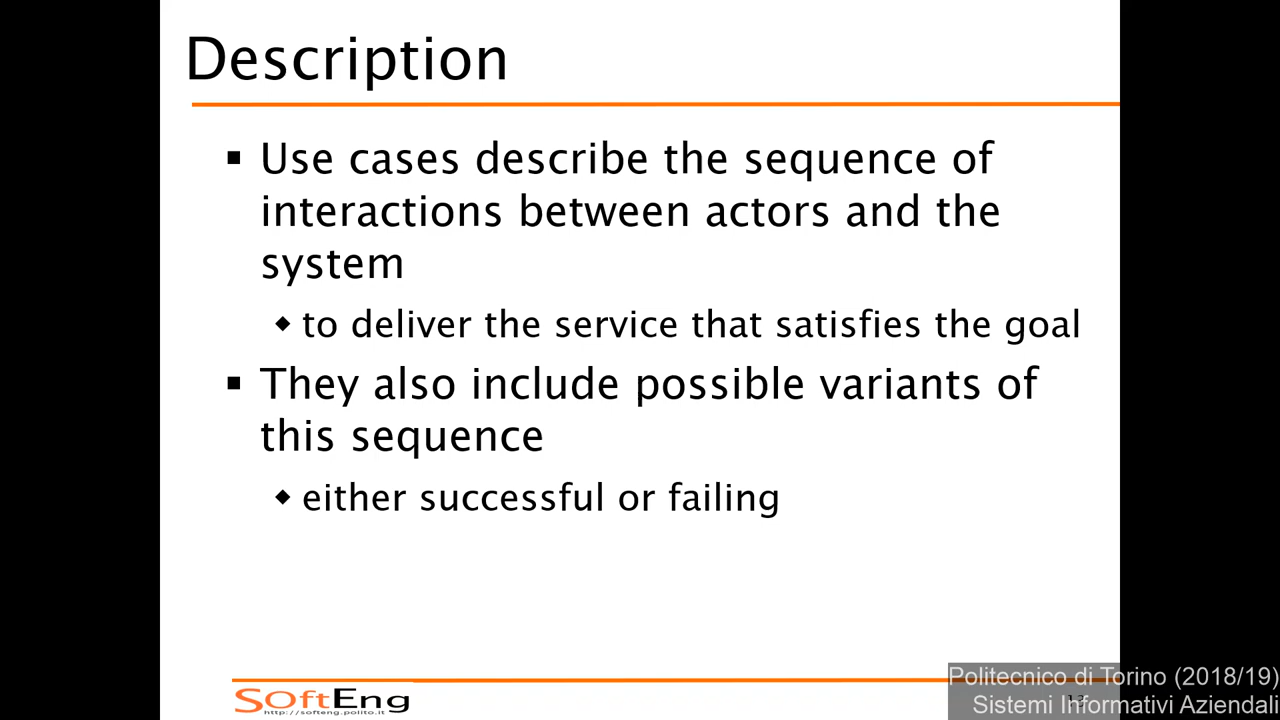 Description
▪ Use cases describe the sequence of
interactions between actors and the
system
◆ to deliver the service that satisfies the goal
▪ They also include possible variants of
this sequence
◆ either successful or failing
SoftEng
http://softeng.polito.it
Politecnico di Torino (2018/19)
Sistemi Informativi Aziendali